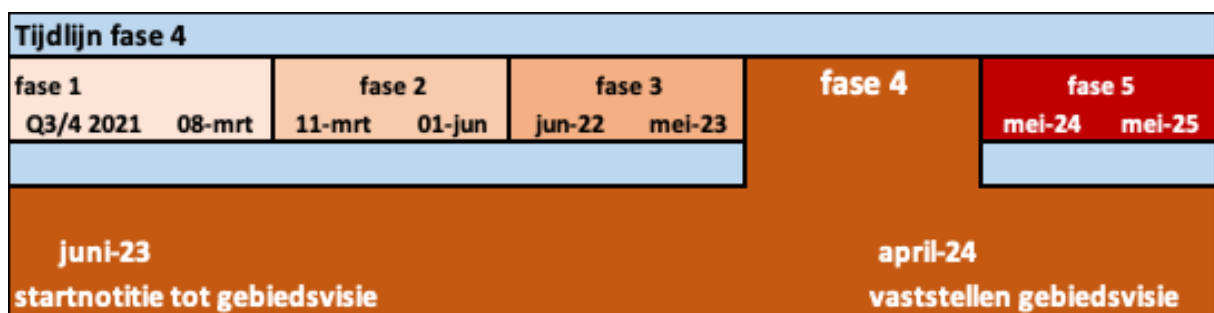 Tijdlijn fase 4
fase 1 fase 2 fase 3 fase 4 fase 5
Q3/4 2021 08-mrt 11-mrt 01-jun jun-22 mei-23 mei-24 mei-25
juni-23 april-24
startnotitie tot gebiedsvisie vaststellen gebiedsvisie